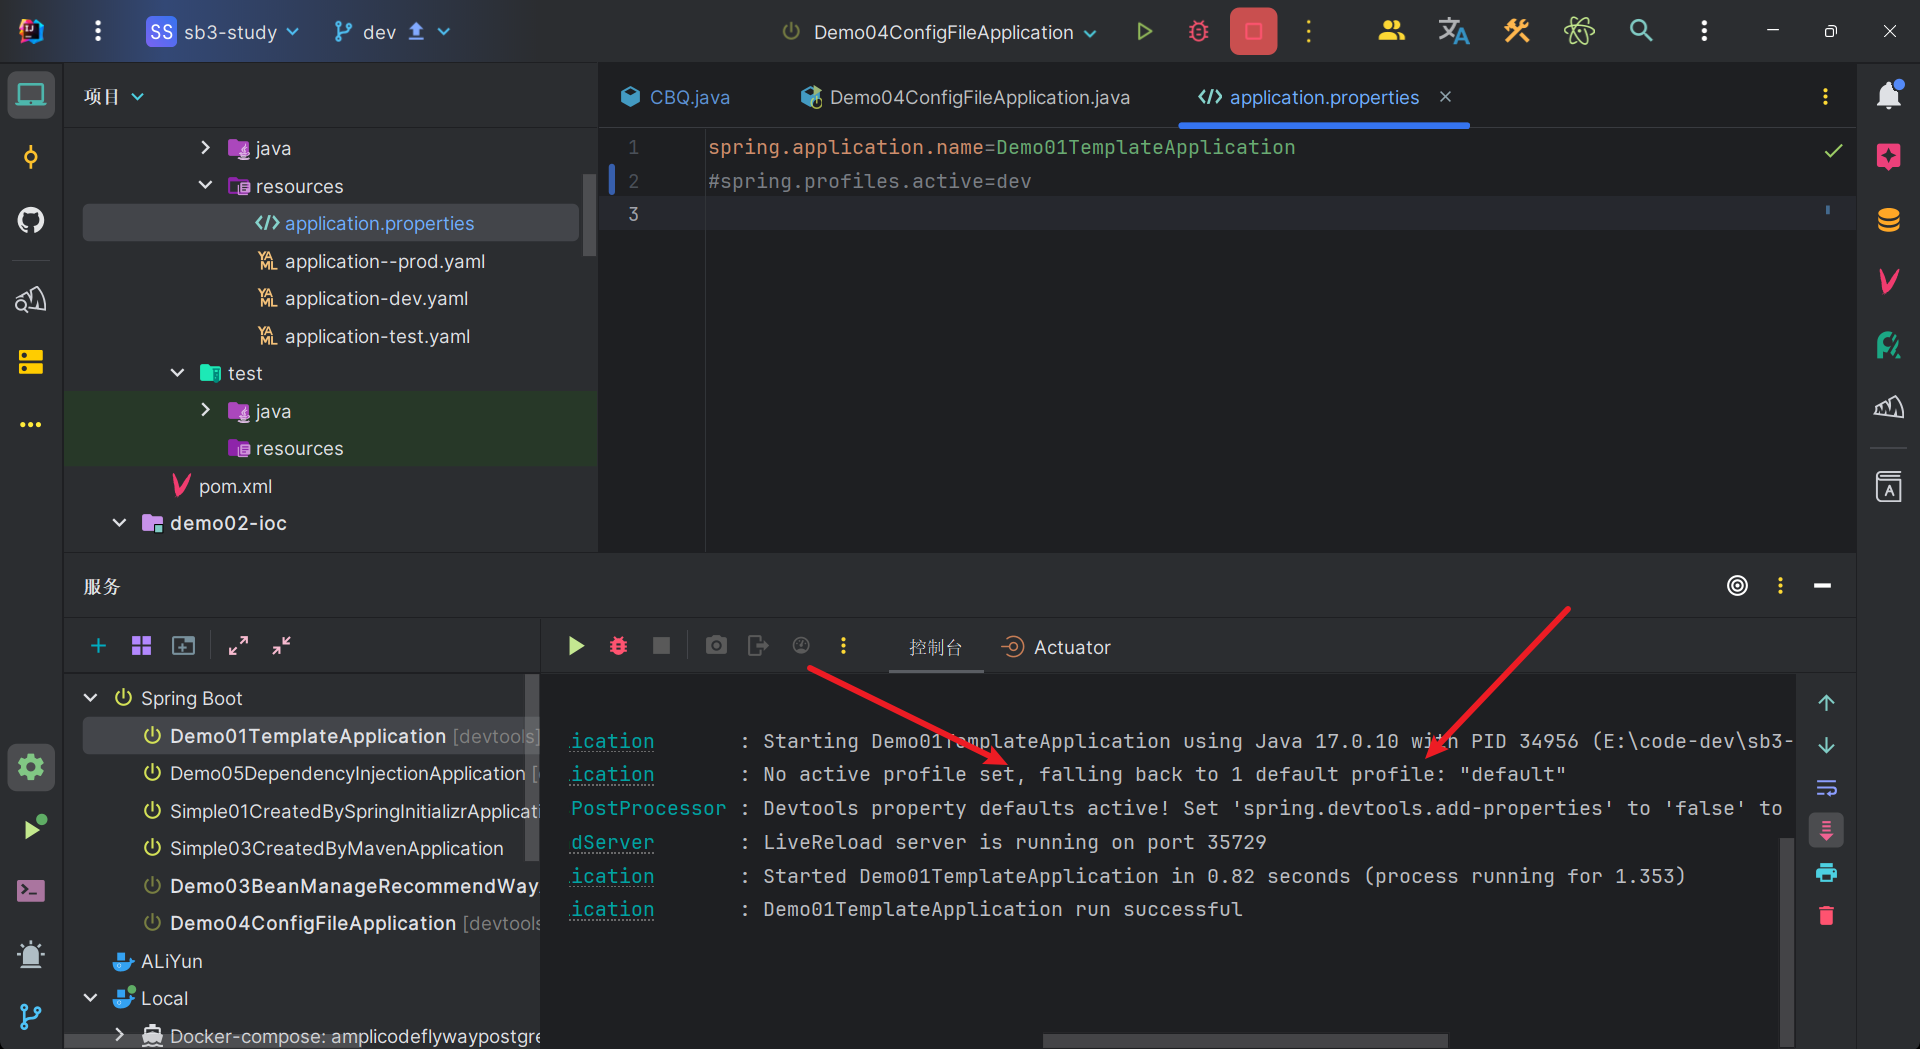 SS sb3-study dev Demo04ConfigFileApplication
项目
CBQ.java Demo04ConfigFileApplication.java application.properties
java
resources
application.properties
application--prod.yaml
application-dev.yaml
application-test.yaml
test
java
resources
pom.xml
demo02-ioc
1 spring.application.name=Demo01TemplateApplication
2 #spring.profiles.active=dev
3
服务
控制台 Actuator
Spring Boot
Demo01TemplateApplication [devtools]
Demo05DependencyInjectionApplication [
Simple01CreatedBySpringInitializrApplicati
Simple03CreatedByMavenApplication
Demo03BeanManageRecommendWay
Demo04ConfigFileApplication [devtools
ALiYun
Local
Docker-compose: amplicodeflywaypostgre
ication : Starting Demo01TemplateApplication using Java 17.0.10 with PID 34956 (E:\code-dev\sb3-
ication : No active profile set, falling back to 1 default profile: "default"
PostProcessor : Devtools property defaults active! Set 'spring.devtools.add-properties' to 'false' to
dServer : LiveReload server is running on port 35729
ication : Started Demo01TemplateApplication in 0.82 seconds (process running for 1.353)
ication : Demo01TemplateApplication run successful